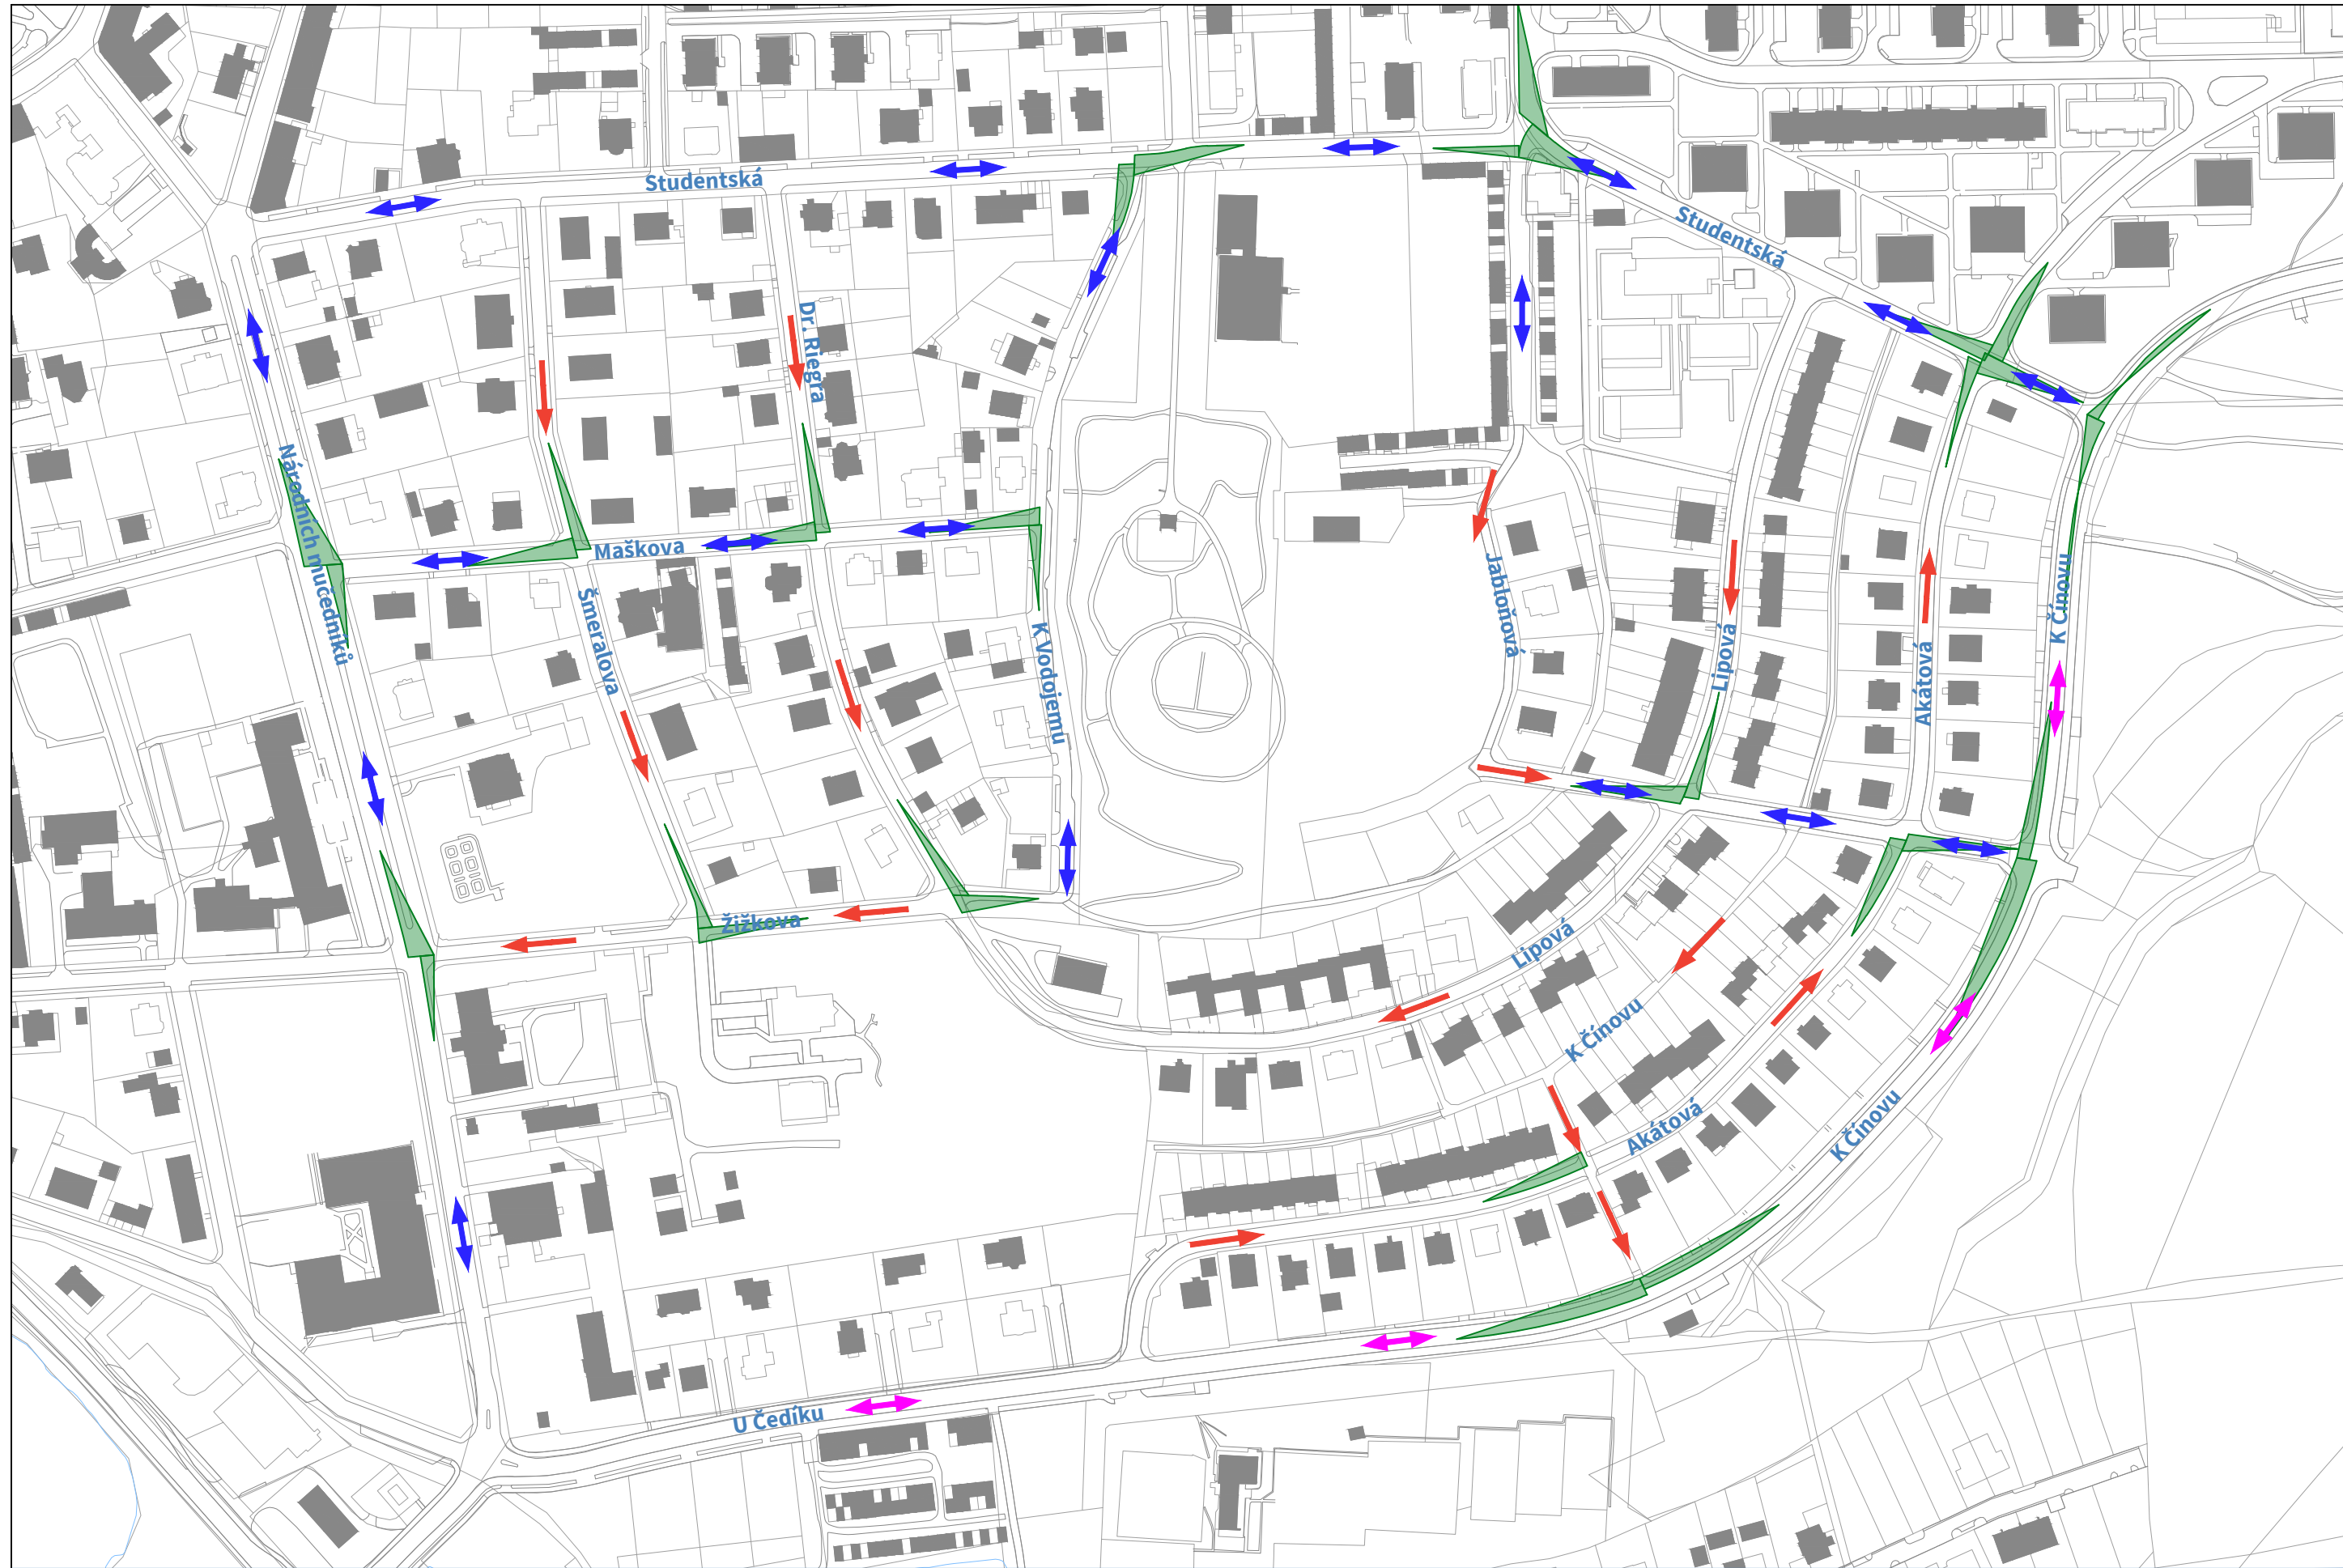 Studentská
Studentská
Dr. Riegra
Národních mučedníků
Maškova
Šmeralova
K Vodojemu
Jabloňová
Lipová
Akátová
K Čínovu
Žižkova
Lipová
K Čínovu
Akátová
K Čínovu
U Čedíku